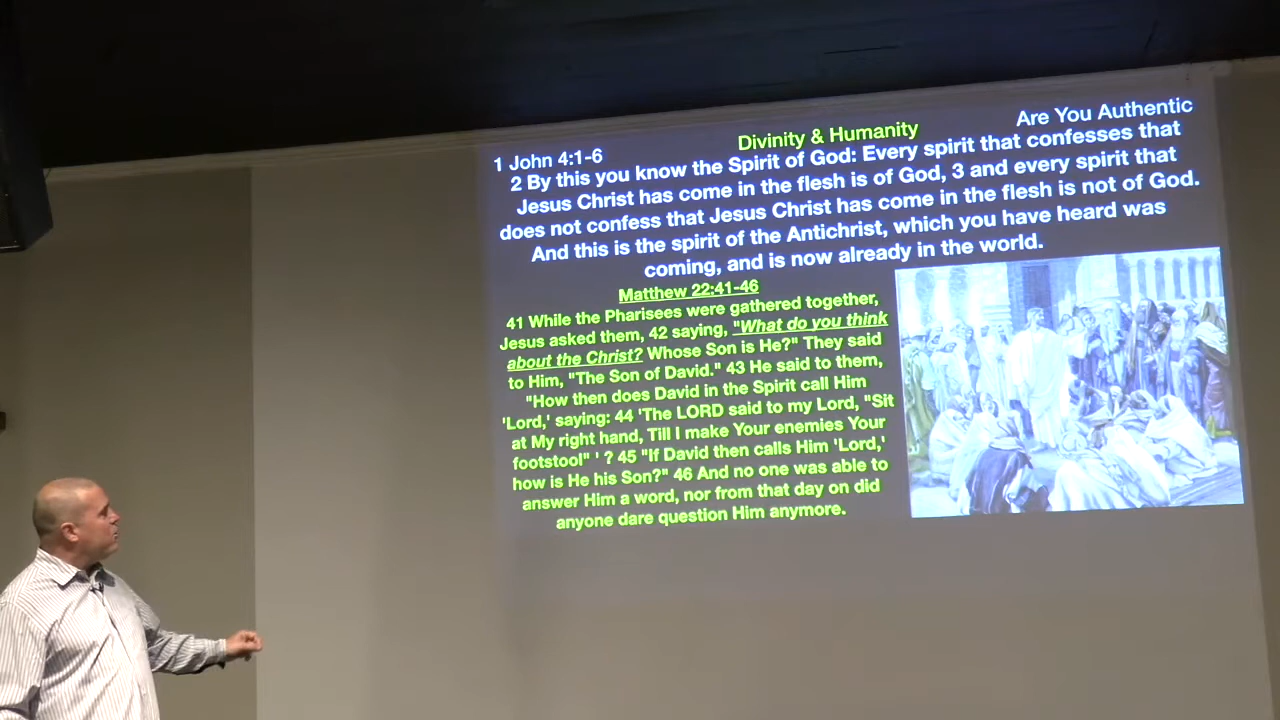 Are You Authentic
Divinity & Humanity
1 John 4:1-6
2 By this you know the Spirit of God: Every spirit that confesses that
Jesus Christ has come in the flesh is of God, 3 and every spirit that
does not confess that Jesus Christ has come in the flesh is not of God.
And this is the spirit of the Antichrist, which you have heard was
coming, and is now already in the world.
Matthew 22:41-46
41 While the Pharisees were gathered together,
Jesus asked them, 42 saying, "What do you think
about the Christ? Whose Son is He?" They said
to Him, "The Son of David." 43 He said to them,
"How then does David in the Spirit call Him
'Lord,' saying: 44 'The LORD said to my Lord, "Sit
at My right hand, Till I make Your enemies Your
footstool" ' ? 45 "If David then calls Him 'Lord,'
how is He his Son?" 46 And no one was able to
answer Him a word, nor from that day on did
anyone dare question Him anymore.